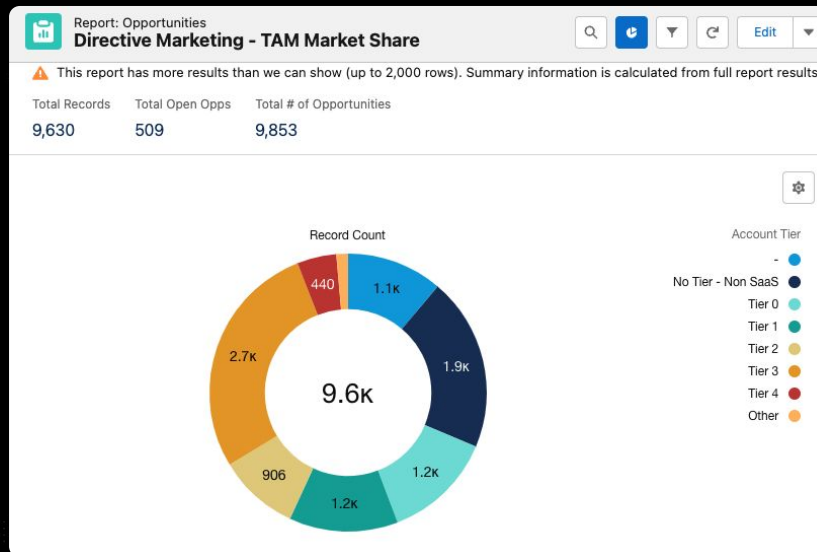 Report: Opportunities
Directive Marketing - TAM Market Share
Edit
This report has more results than we can show (up to 2,000 rows). Summary information is calculated from full report results
Total Records
Total Open Opps
Total # of Opportunities
9,630
509
9,853
Record Count
1.1K
1.9K
1.2K
1.2K
906
2.7K
440
9.6K
Account Tier
-
No Tier - Non SaaS
Tier 0
Tier 1
Tier 2
Tier 3
Tier 4
Other